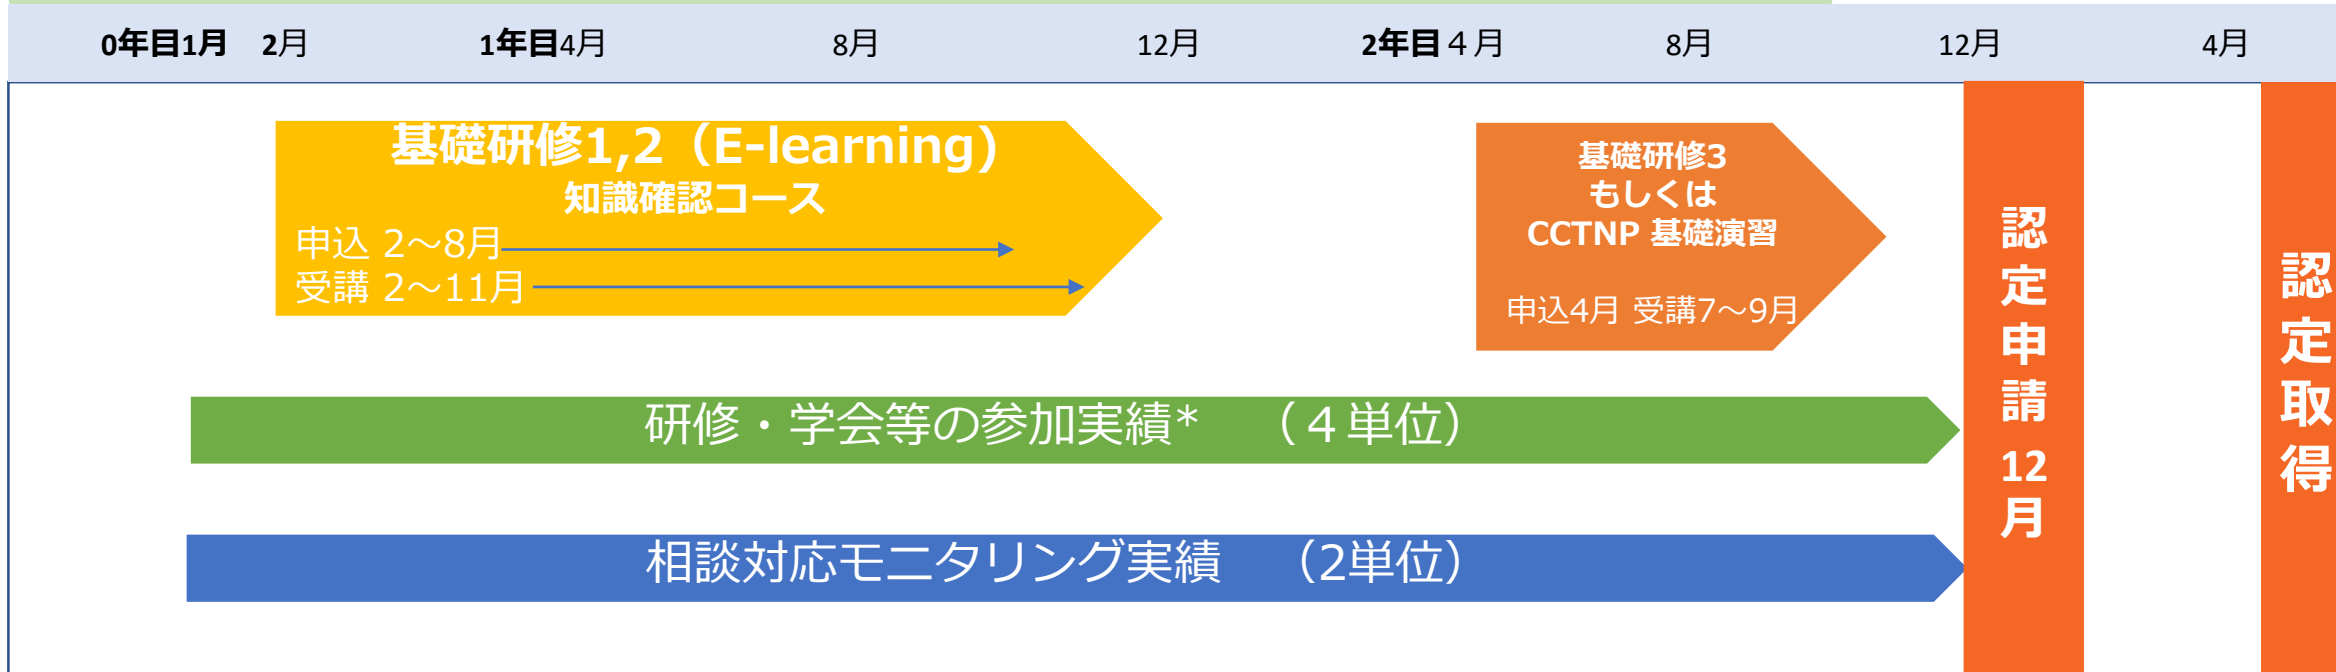 0年目1月 2月 1年目4月 8月 12月 2年目４月 8月 12月 4月
基礎研修1,2（E-learning)
知識確認コース
申込 2～8月
受講 2～11月
基礎研修3
もしくは
CCTNP 基礎演習
申込4月 受講7～9月
研修・学会等の参加実績* （４単位）
相談対応モニタリング実績 （2単位）
認定申請 12月
認定取得